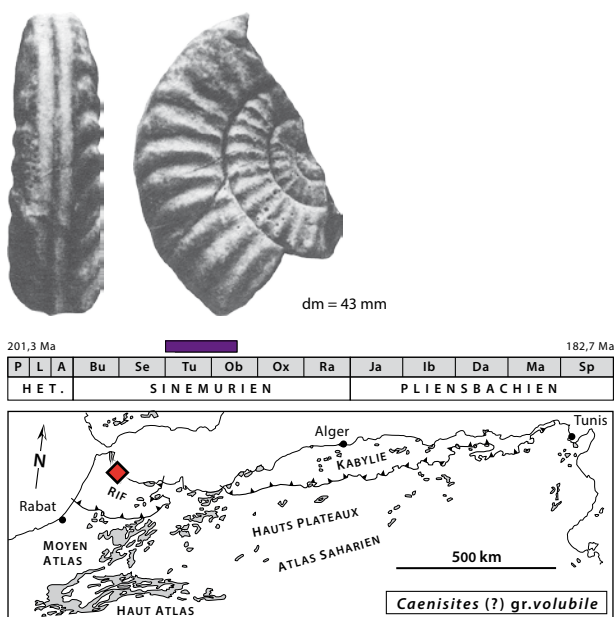 dm = 43 mm
201,3 Ma 182,7 Ma
P L A Bu Se Tu Ob Ox Ra Ja Ib Da Ma Sp
HET. SINEMURIEN PLIENSBACHIEN
Tunis
Alger
KABYLIE
N
RIF
Rabat
HAUTS PLATEAUX
MOYEN
ATLAS
ATLAS SAHARIEN
500 km
HAUT ATLAS
Caenisites (?) gr.volubile